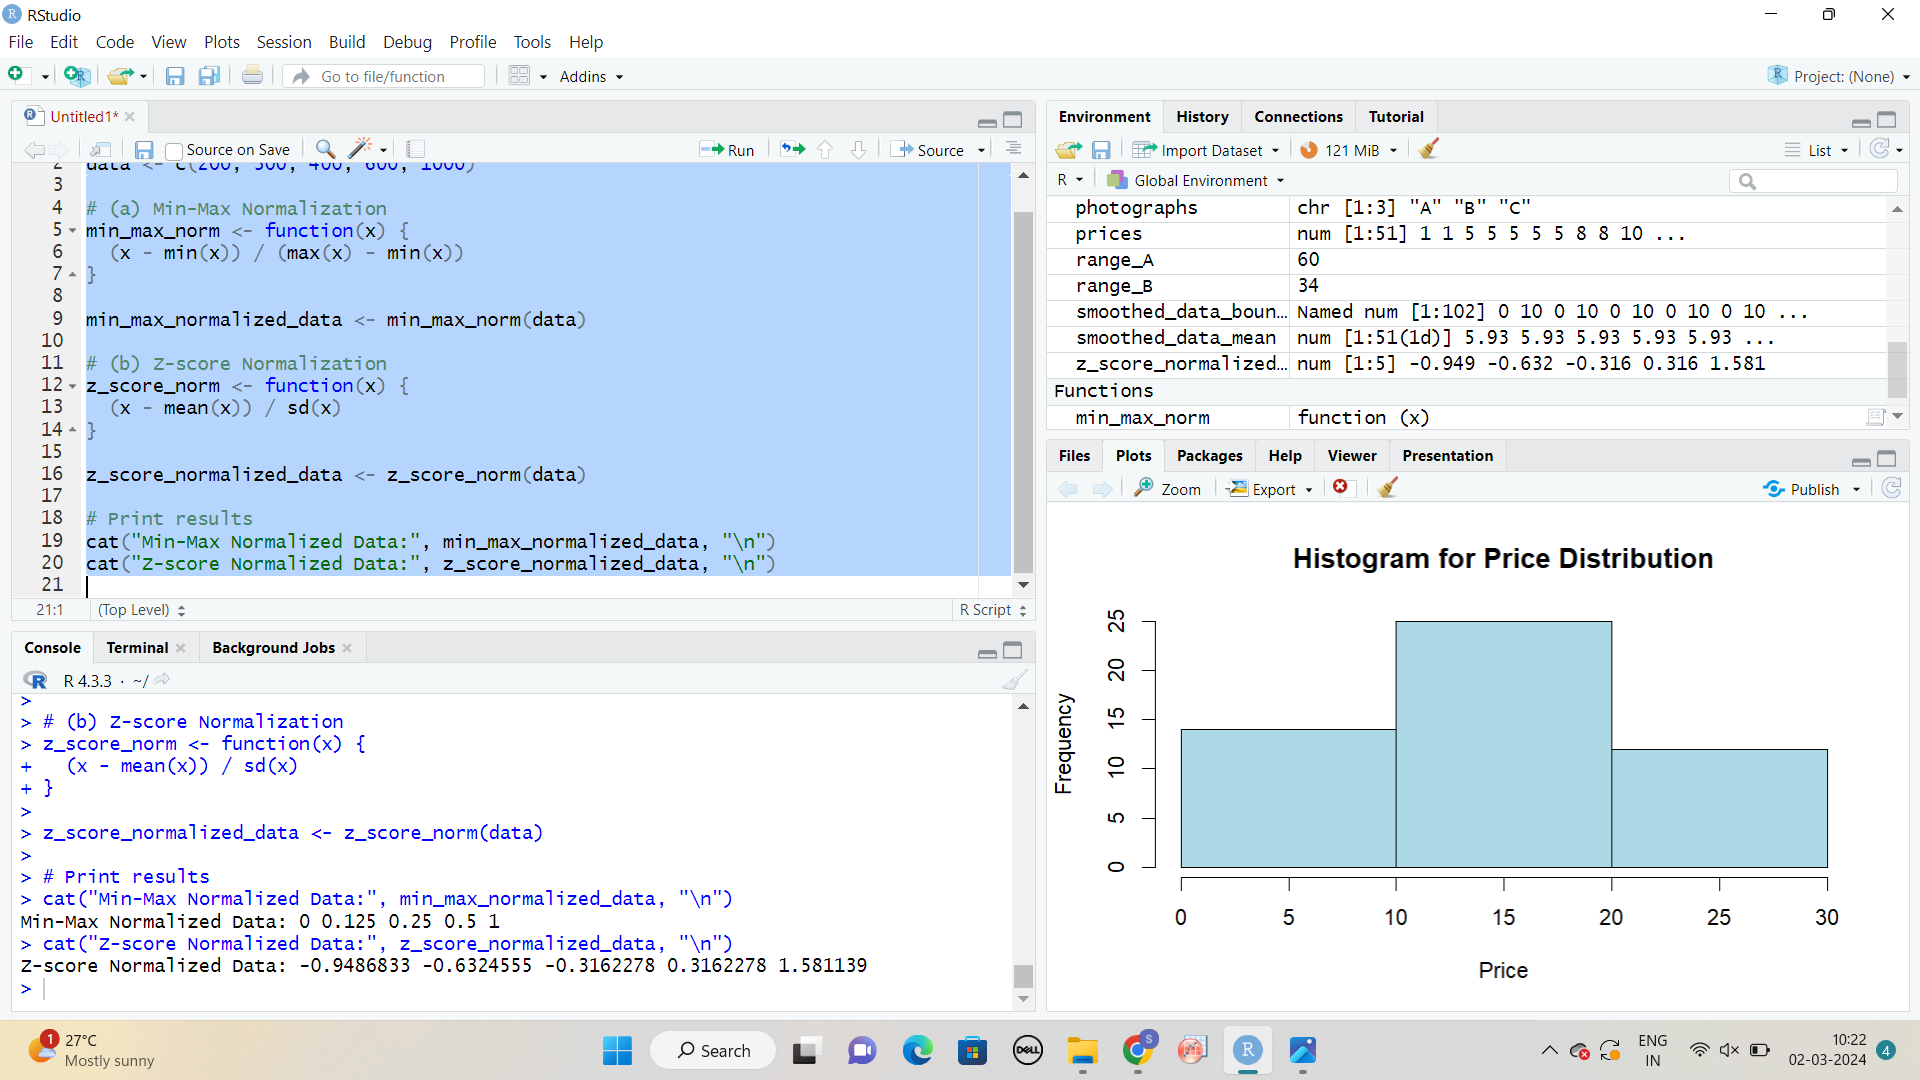 RStudio
File Edit Code View Plots Session Build Debug Profile Tools Help
Go to file/function Addins Project: (None)
Untitled1*
Source on Save Run Source
2 data <- c(200, 300, 400, 600, 1000)
3
4 # (a) Min-Max Normalization
5 min_max_norm <- function(x) {
6 (x - min(x)) / (max(x) - min(x))
7 }
8
9 min_max_normalized_data <- min_max_norm(data)
10
11 # (b) Z-score Normalization
12 z_score_norm <- function(x) {
13 (x - mean(x)) / sd(x)
14 }
15
16 z_score_normalized_data <- z_score_norm(data)
17
18 # Print results
19 cat("Min-Max Normalized Data:", min_max_normalized_data, "\n")
20 cat("Z-score Normalized Data:", z_score_normalized_data, "\n")
21
21:1 (Top Level) R Script
Console Terminal Background Jobs
R 4.3.3 · ~/
>
> # (b) Z-score Normalization
> z_score_norm <- function(x) {
+ (x - mean(x)) / sd(x)
+ }
>
> z_score_normalized_data <- z_score_norm(data)
>
> # Print results
> cat("Min-Max Normalized Data:", min_max_normalized_data, "\n")
Min-Max Normalized Data: 0 0.125 0.25 0.5 1
> cat("Z-score Normalized Data:", z_score_normalized_data, "\n")
Z-score Normalized Data: -0.9486833 -0.6324555 -0.3162278 0.3162278 1.581139
>
Environment History Connections Tutorial
Import Dataset 121 MiB List
R Global Environment
photographs chr [1:3] "A" "B" "C"
prices num [1:51] 1 1 5 5 5 5 5 8 8 10 ...
range_A 60
range_B 34
smoothed_data_boun… Named num [1:102] 0 10 0 10 0 10 0 10 0 10 ...
smoothed_data_mean num [1:51(1d)] 5.93 5.93 5.93 5.93 5.93 ...
z_score_normalized… num [1:5] -0.949 -0.632 -0.316 0.316 1.581
Functions
min_max_norm function (x)
Files Plots Packages Help Viewer Presentation
Zoom Export Publish
Histogram for Price Distribution
Frequency
25
20
15
10
5
0
0 5 10 15 20 25 30
Price
1
27°C
Mostly sunny
Search
DELL
S
R
ENG
IN
10:22
02-03-2024
4